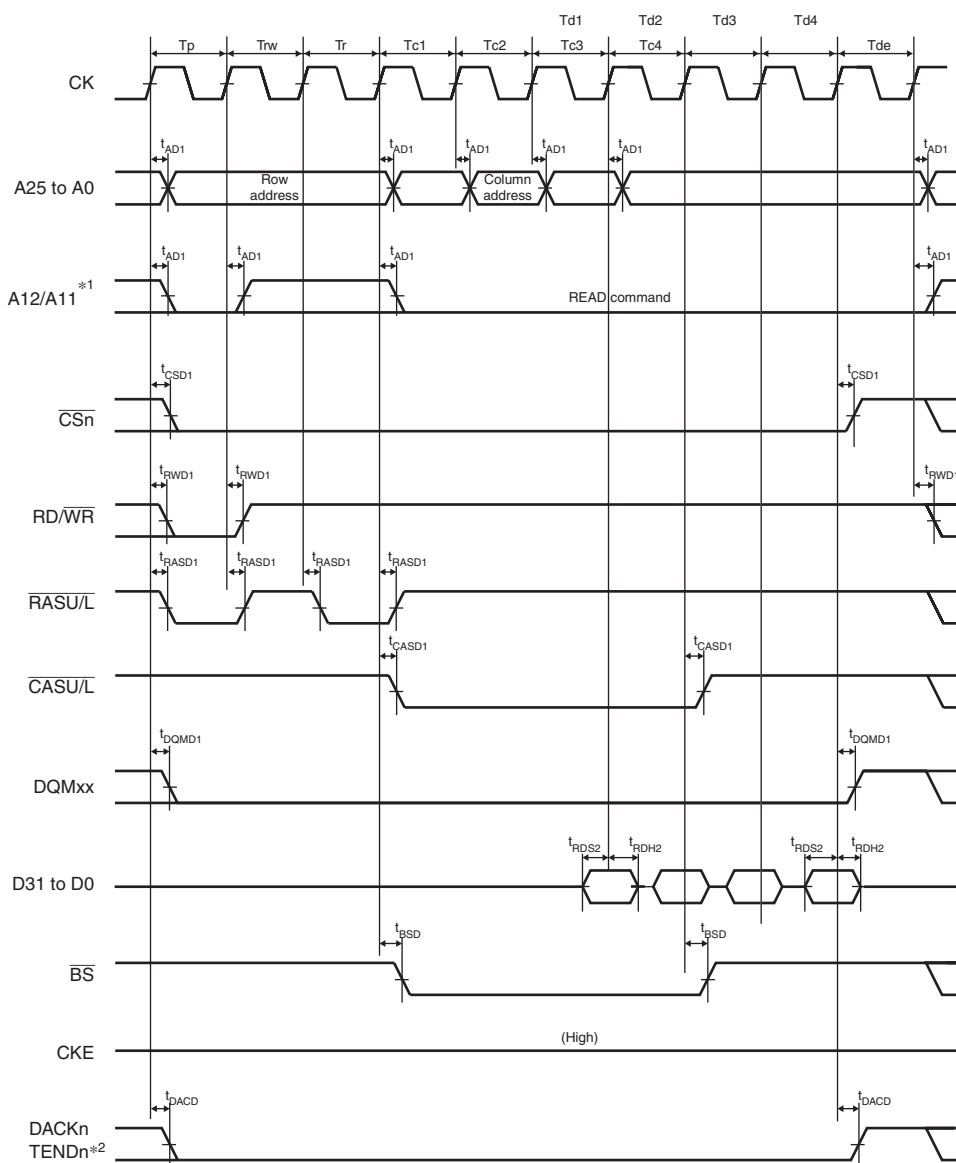 Td1 Td2 Td3 Td4
Tp Trw Tr Tc1 Tc2 Tc3 Tc4 Tde
CK
tAD1 tAD1 tAD1 tAD1 tAD1 tAD1
A25 to A0
Row address
Column address
tAD1 tAD1 tAD1 tAD1
A12/A11*1
READ command
tCSD1 tCSD1
CSn
tRWD1 tRWD1 tRWD1
RD/WR
tRASD1 tRASD1 tRASD1 tRASD1
RASU/L
tCASD1 tCASD1
CASU/L
tDQMD1 tDQMD1
DQMxx
tRDS2 tRDH2 tRDS2 tRDH2
D31 to D0
tBSD tBSD
BS
(High)
CKE
tDACD tDACD
DACKn
TENDn*2